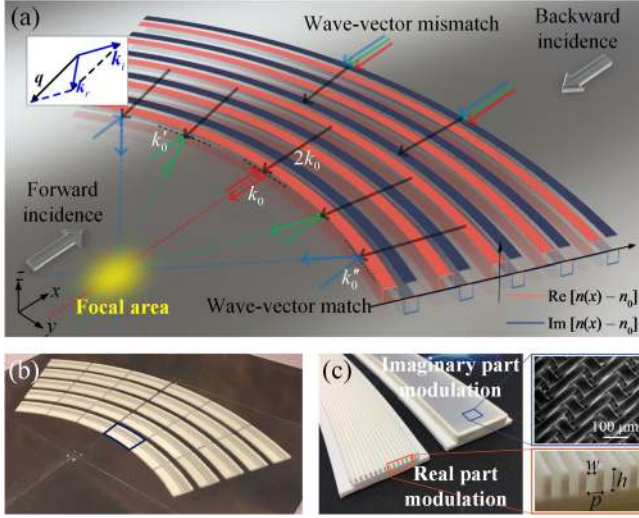 (a)
Wave-vector mismatch
Backward
incidence
q
k_i
k_r
k_0'
2k_0
k_0
Forward
incidence
k_0''
z
x
y
Focal area
Wave-vector match
Re [n(x) – n_0]
Im [n(x) – n_0]
(b)
(c)
Imaginary part
modulation
100 μm
Real part
modulation
w
h
p